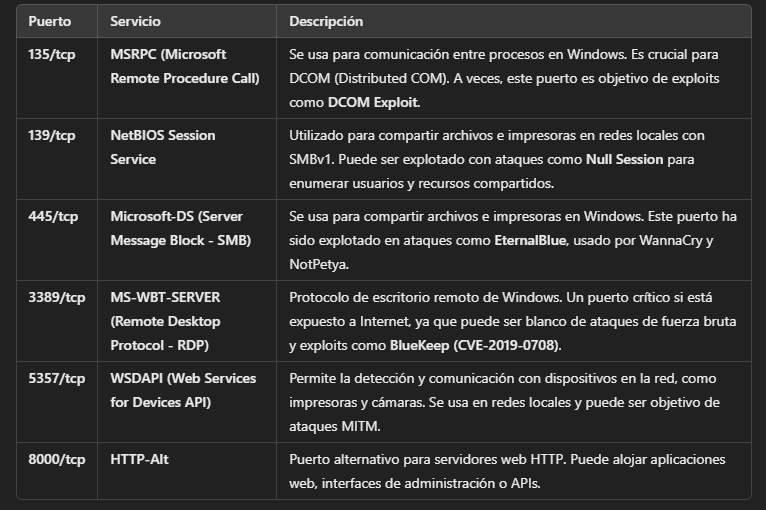 Puerto Servicio Descripción
135/tcp MSRPC (Microsoft Remote Procedure Call) Se usa para comunicación entre procesos en Windows. Es crucial para
DCOM (Distributed COM). A veces, este puerto es objetivo de exploits
como DCOM Exploit.
139/tcp NetBIOS Session Service Utilizado para compartir archivos e impresoras en redes locales con
SMBv1. Puede ser explotado con ataques como Null Session para
enumerar usuarios y recursos compartidos.
445/tcp Microsoft-DS (Server Message Block - SMB) Se usa para compartir archivos e impresoras en Windows. Este puerto ha
sido explotado en ataques como EternalBlue, usado por WannaCry y
NotPetya.
3389/tcp MS-WBT-SERVER (Remote Desktop Protocol - RDP) Protocolo de escritorio remoto de Windows. Un puerto crítico si está
expuesto a Internet, ya que puede ser blanco de ataques de fuerza bruta
y exploits como BlueKeep (CVE-2019-0708).
5357/tcp WSDAPI (Web Services for Devices API) Permite la detección y comunicación con dispositivos en la red, como
impresoras y cámaras. Se usa en redes locales y puede ser objetivo de
ataques MITM.
8000/tcp HTTP-Alt Puerto alternativo para servidores web HTTP. Puede alojar aplicaciones
web, interfaces de administración o APIs.